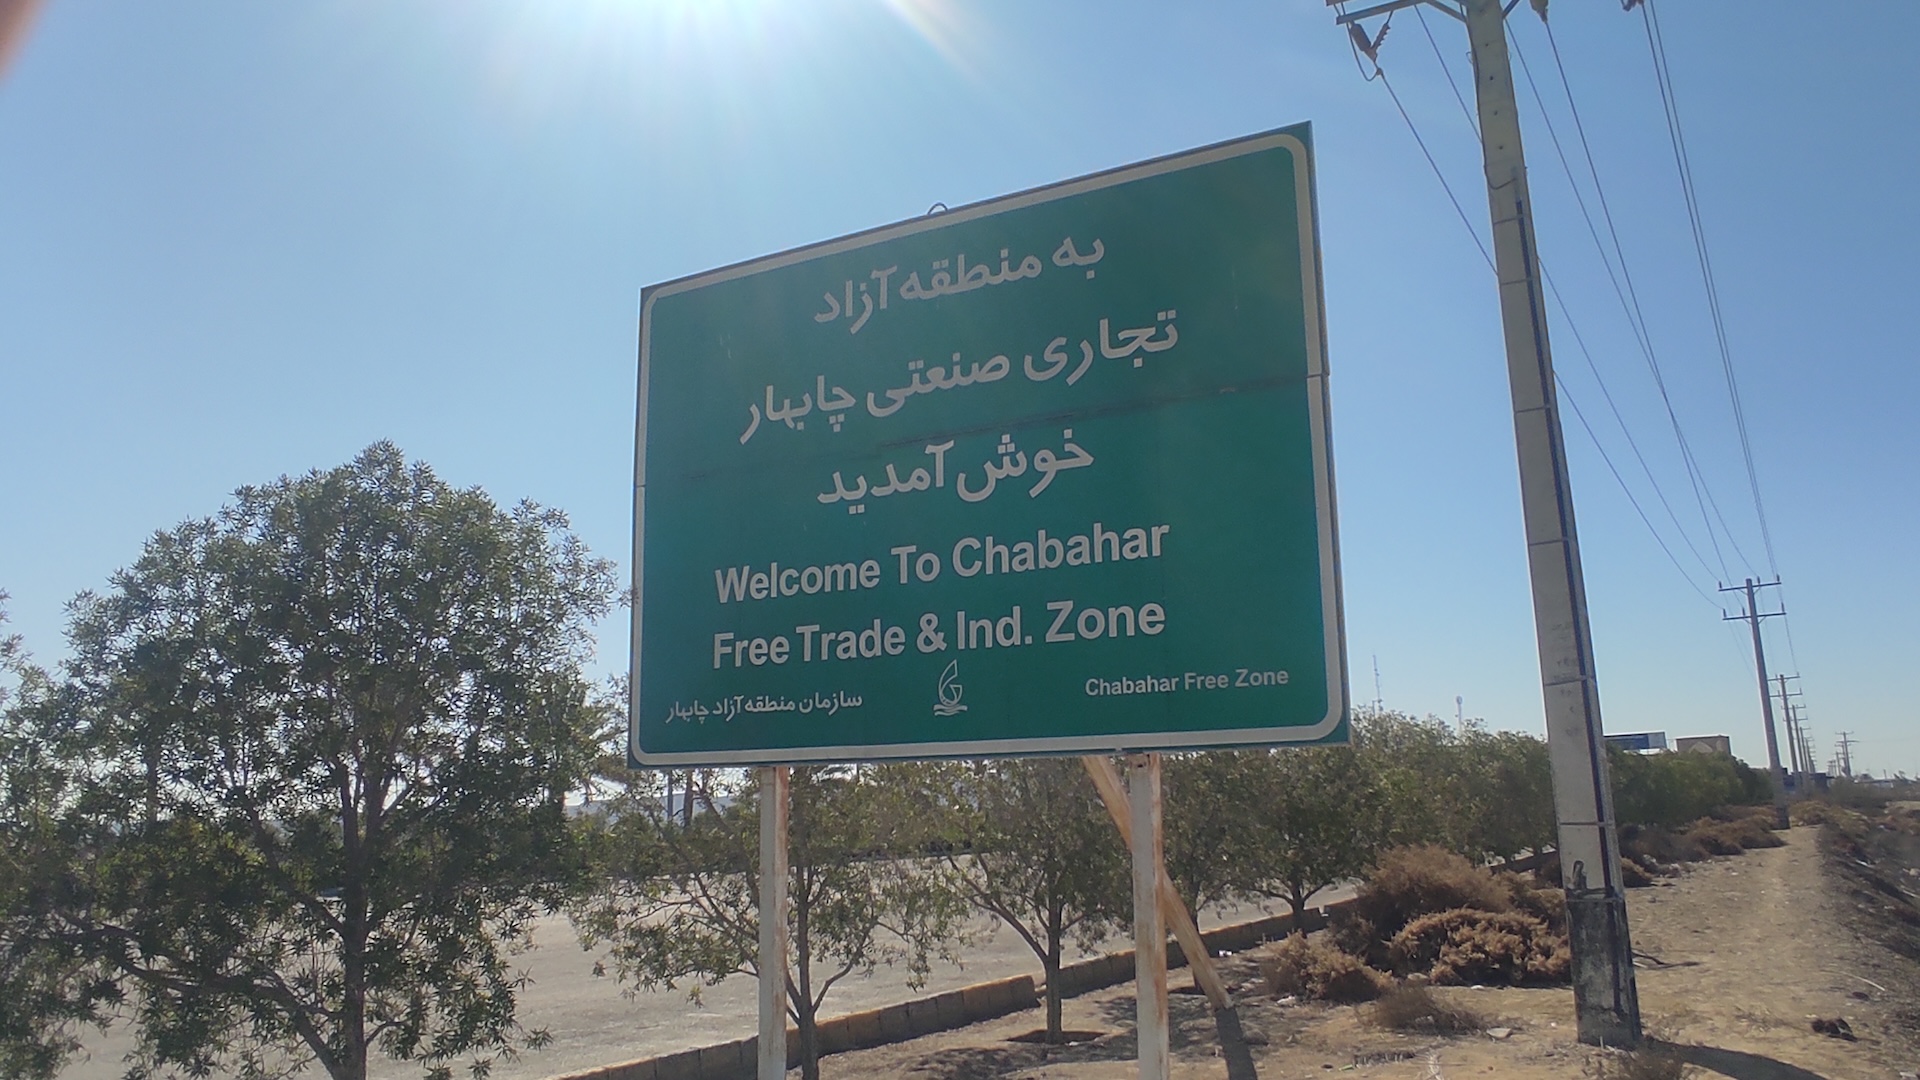 به منطقه آزاد
تجاری صنعتی چابهار
خوش آمدید
Welcome To Chabahar
Free Trade & Ind. Zone
سازمان منطقه آزاد چابهار
Chabahar Free Zone